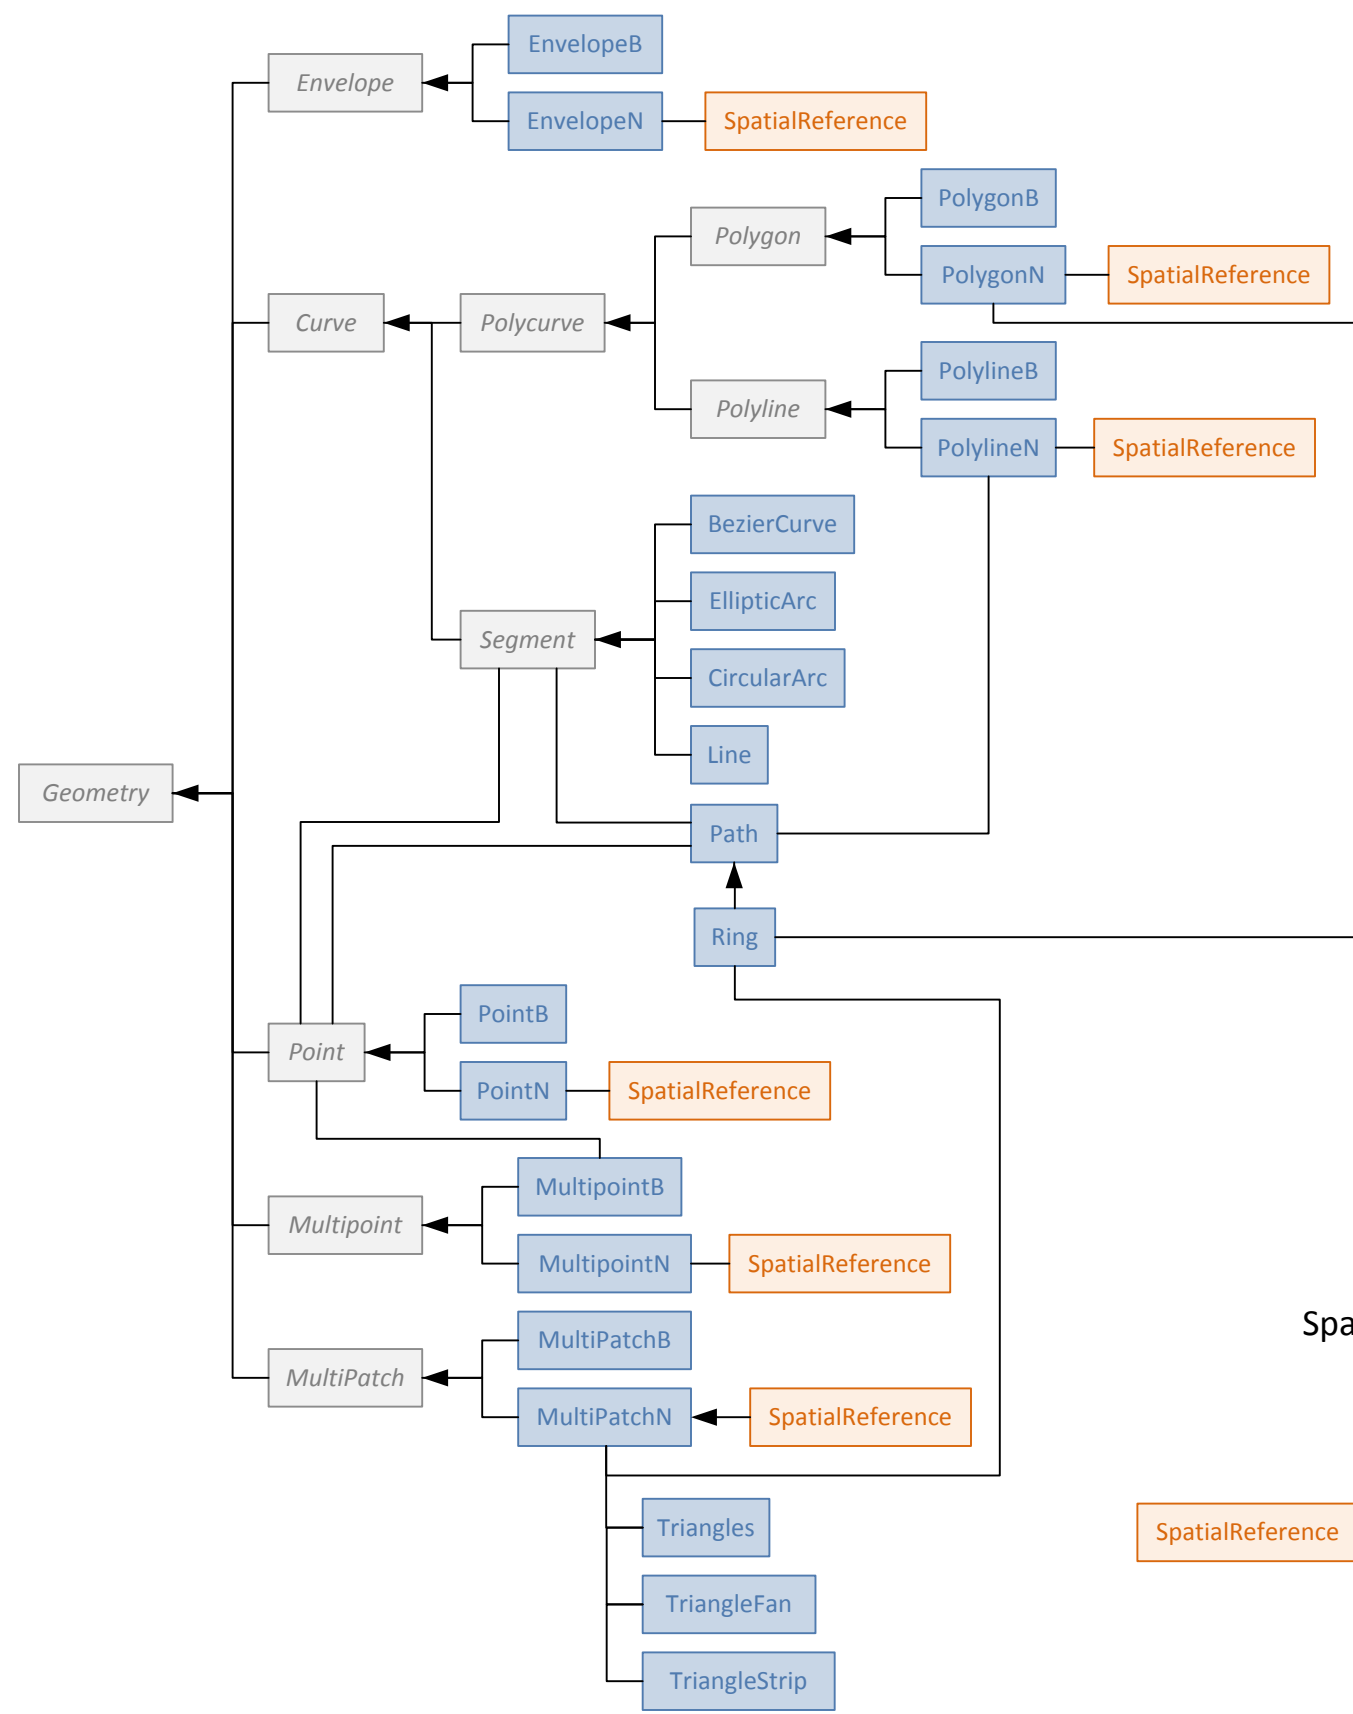 EnvelopeB
Envelope
EnvelopeN
SpatialReference
PolygonB
Polygon
PolygonN
SpatialReference
Curve
Polycurve
PolylineB
Polyline
PolylineN
SpatialReference
BezierCurve
EllipticArc
Segment
CircularArc
Line
Geometry
Path
Ring
PointB
Point
PointN
SpatialReference
MultipointB
Multipoint
MultipointN
SpatialReference
Spa
MultiPatchB
MultiPatch
MultiPatchN
SpatialReference
Triangles
SpatialReference
TriangleFan
TriangleStrip